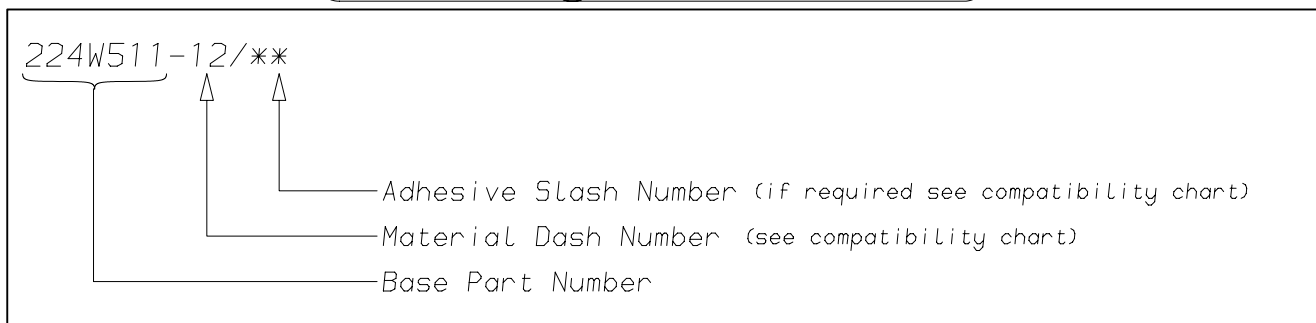 224W511-12/**
Adhesive Slash Number (if required see compatibility chart)
Material Dash Number (see compatibility chart)
Base Part Number